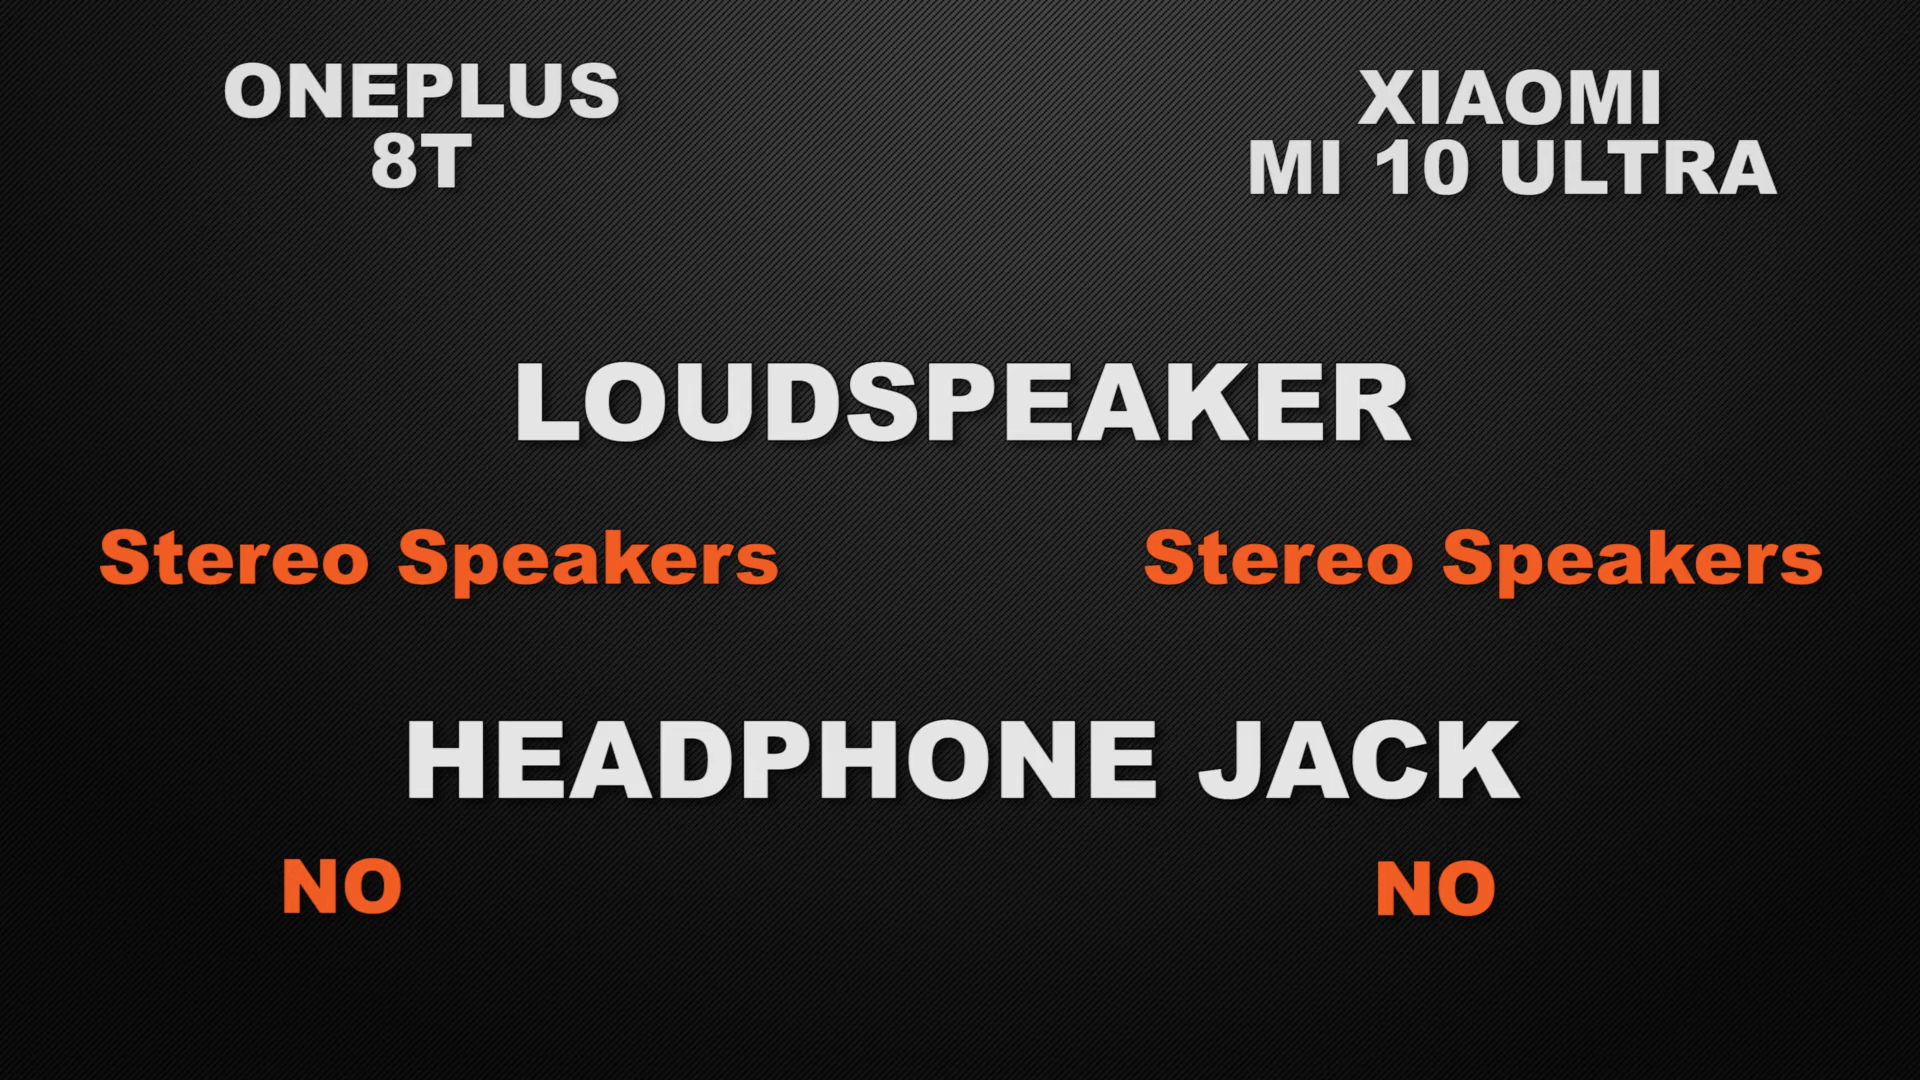 ONEPLUS
8T
XIAOMI
MI 10 ULTRA
LOUDSPEAKER
Stereo Speakers
Stereo Speakers
HEADPHONE JACK
NO
NO